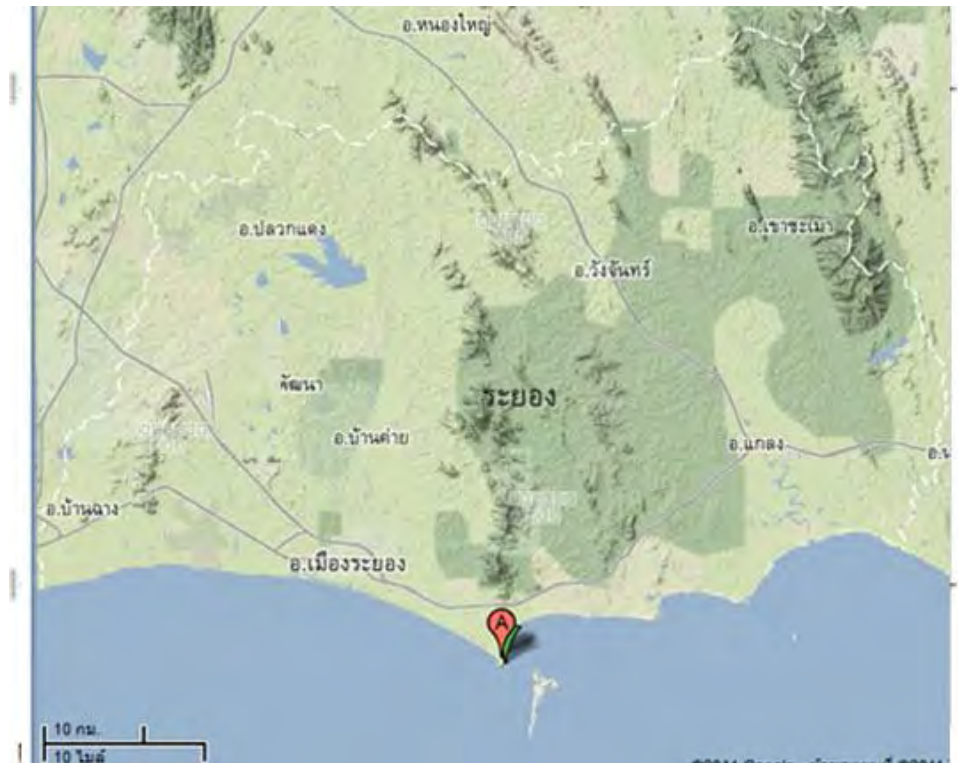 อ.หนองใหญ่
อ.ปลวกแดง
อ.เขาชะเมา
อ.วังจันทร์
พัฒนา
ระยอง
อ.บ้านค่าย
อ.แกลง
อ.บ้านฉาง
อ.เมืองระยอง
A
10 กม.
10 ไมล์